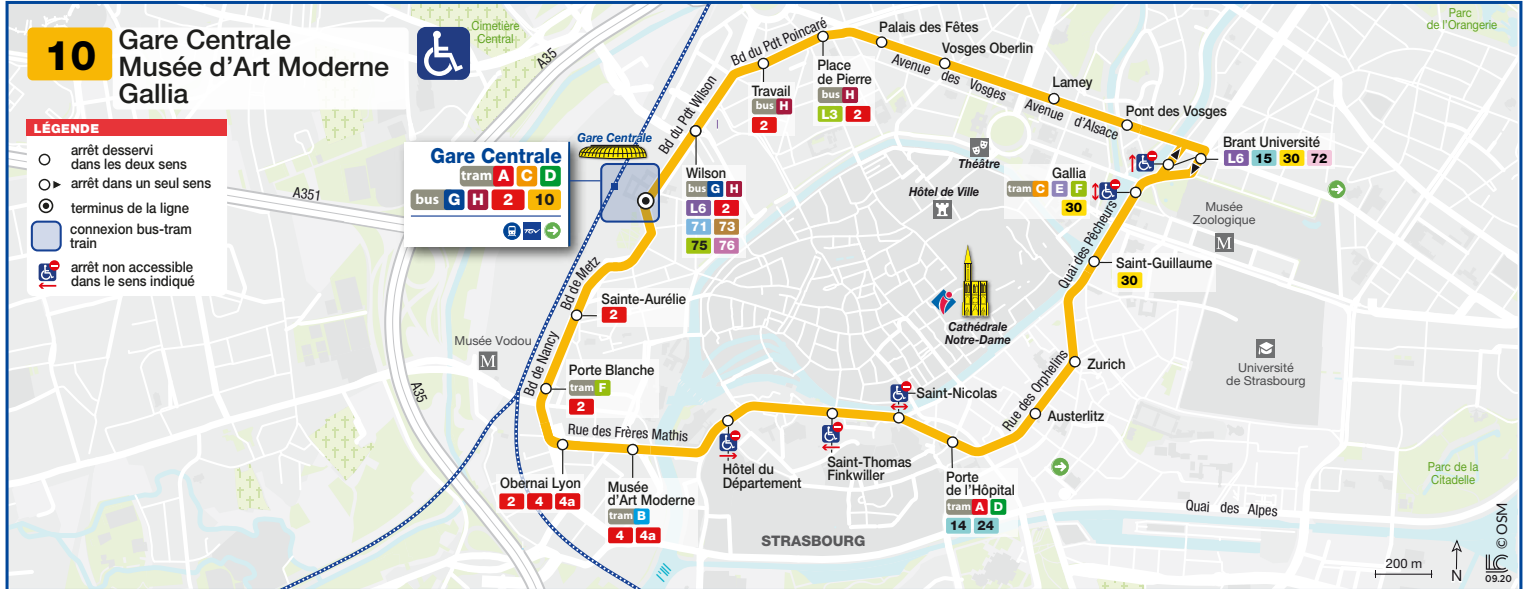 10
Gare Centrale
Musée d'Art Moderne
Gallia
LÉGENDE
arrêt desservi
dans les deux sens
arrêt dans un seul sens
terminus de la ligne
connexion bus-tram
train
arrêt non accessible
dans le sens indiqué
Cimetière
Central
A35
A351
A35
Gare Centrale
tram A C D
bus G H 2 10
TGV
Gare Centrale
Bd du Pdt Wilson
Bd du Pdt Poincaré
Wilson
bus G H
L6 2
71 73
75 76
Travail
bus H
2
Place
de Pierre
bus H
L3 2
Palais des Fêtes
Vosges Oberlin
Avenue des Vosges
Lamey
Avenue d'Alsace
Pont des Vosges
Brant Université
L6 15 30 72
Parc
de l'Orangerie
Théâtre
Hôtel de Ville
Gallia
tram C E F
30
Musée
Zoologique
M
Quai des Pêcheurs
Saint-Guillaume
30
Cathédrale
Notre-Dame
Zurich
Université
de Strasbourg
Rue des Orphelins
Austerlitz
Bd de Metz
Sainte-Aurélie
2
Musée Vodou
M
Bd de Nancy
Porte Blanche
tram F
2
Rue des Frères Mathis
Obernai Lyon
2 4 4a
Musée
d'Art Moderne
tram B
4 4a
Hôtel du
Département
Saint-Thomas
Finkwiller
Saint-Nicolas
Porte
de l'Hôpital
tram A D
14 24
STRASBOURG
l'Ill
Quai des Alpes
Parc de la
Citadelle
200 m
N
LC
09.20
© OSM